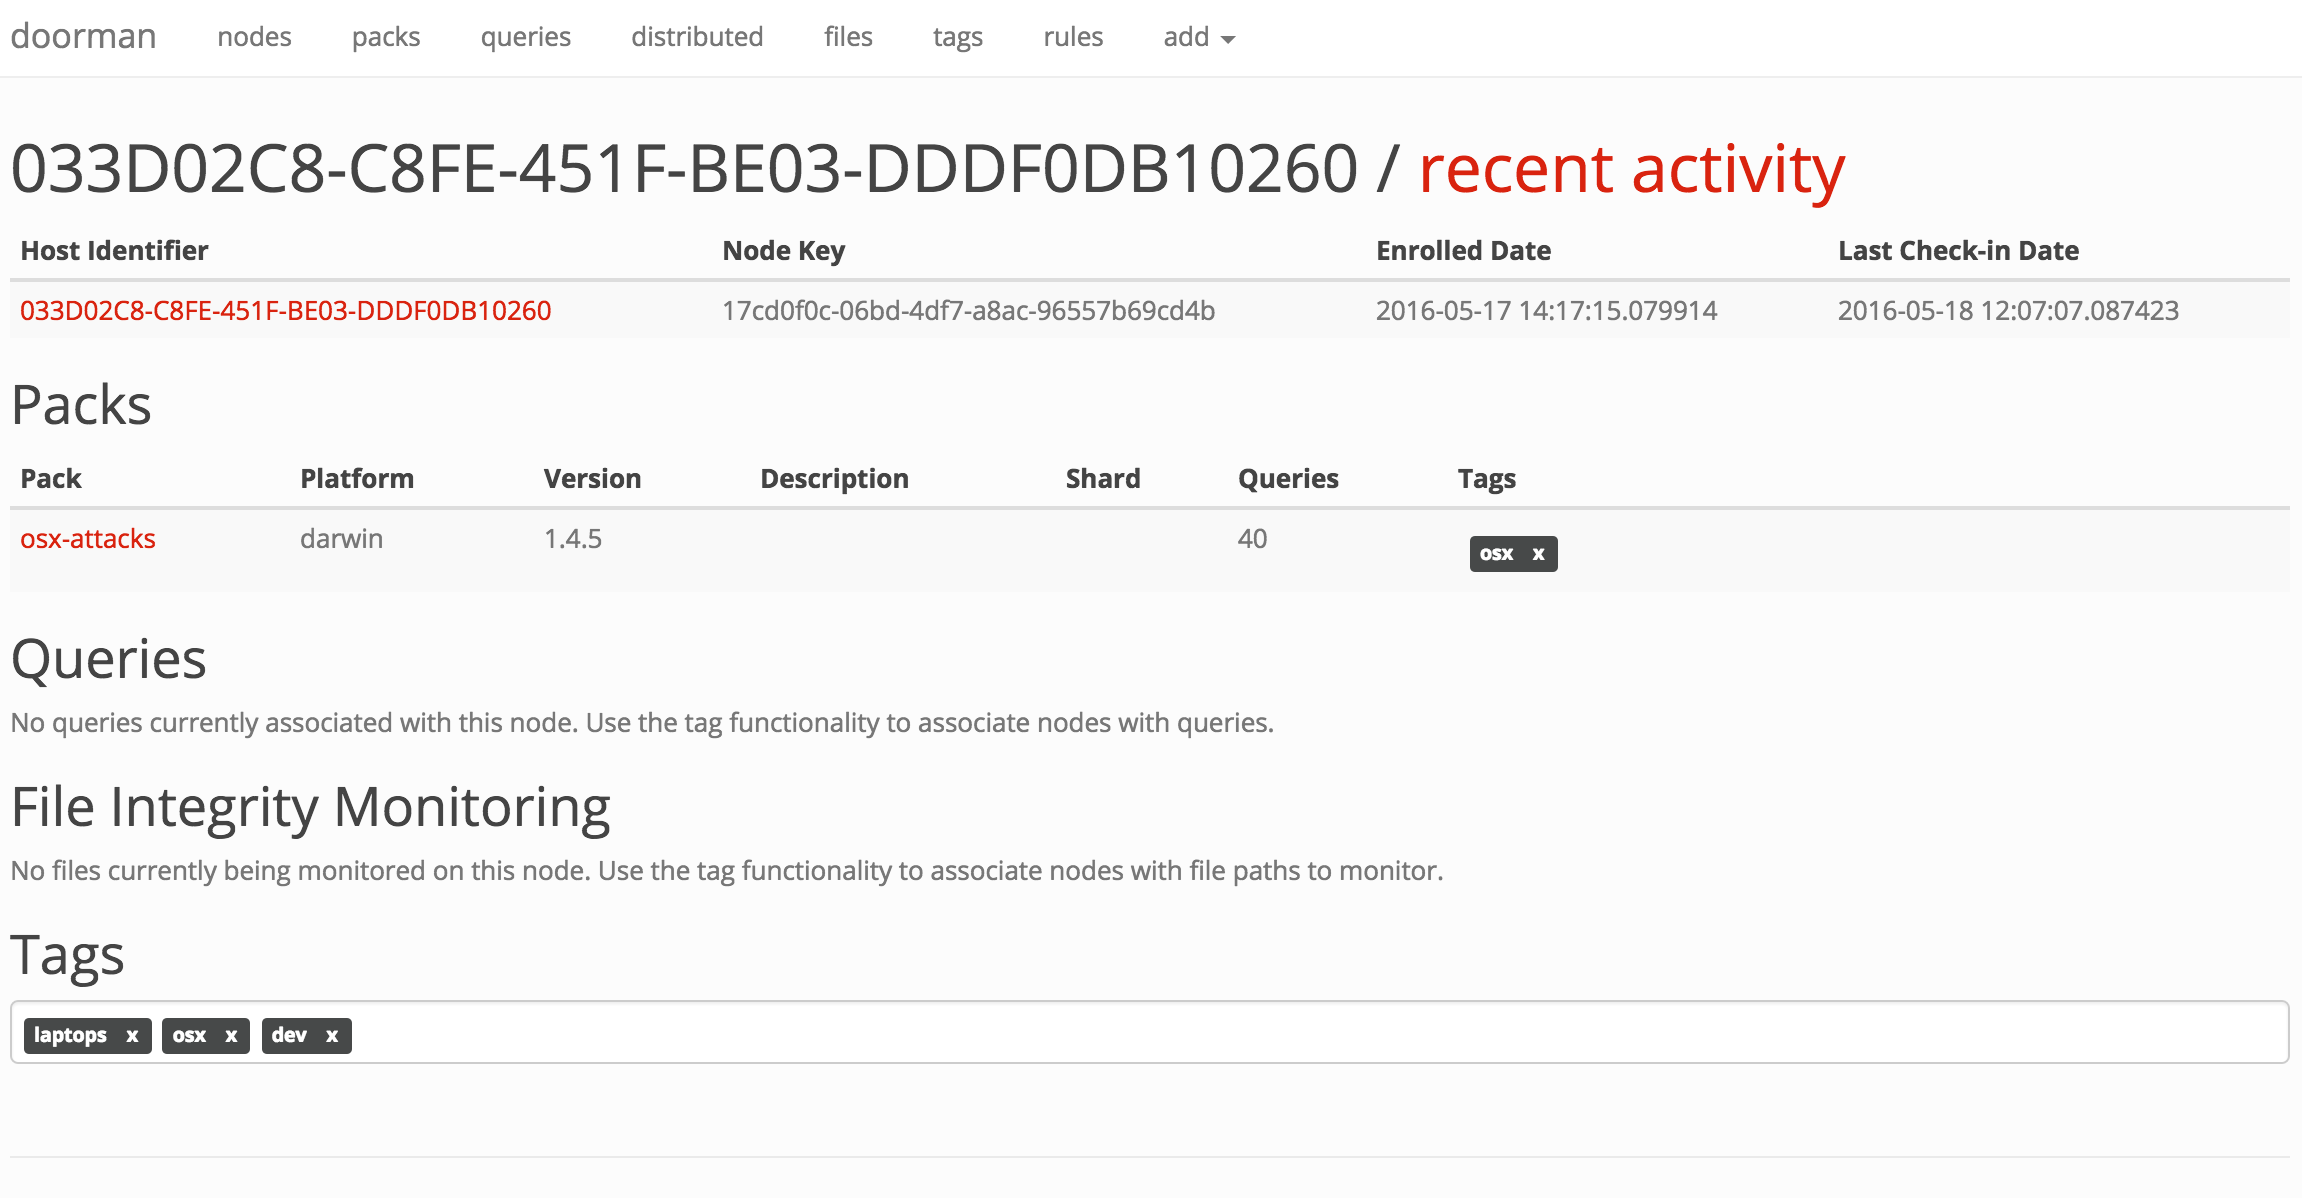 doorman nodes packs queries distributed files tags rules add
033D02C8-C8FE-451F-BE03-DDDF0DB10260 / recent activity
Host Identifier Node Key Enrolled Date Last Check-in Date
033D02C8-C8FE-451F-BE03-DDDF0DB10260 17cd0f0c-06bd-4df7-a8ac-96557b69cd4b 2016-05-17 14:17:15.079914 2016-05-18 12:07:07.087423
Packs
Pack Platform Version Description Shard Queries Tags
osx-attacks darwin 1.4.5 40 osx x
Queries
No queries currently associated with this node. Use the tag functionality to associate nodes with queries.
File Integrity Monitoring
No files currently being monitored on this node. Use the tag functionality to associate nodes with file paths to monitor.
Tags
laptops x osx x dev x